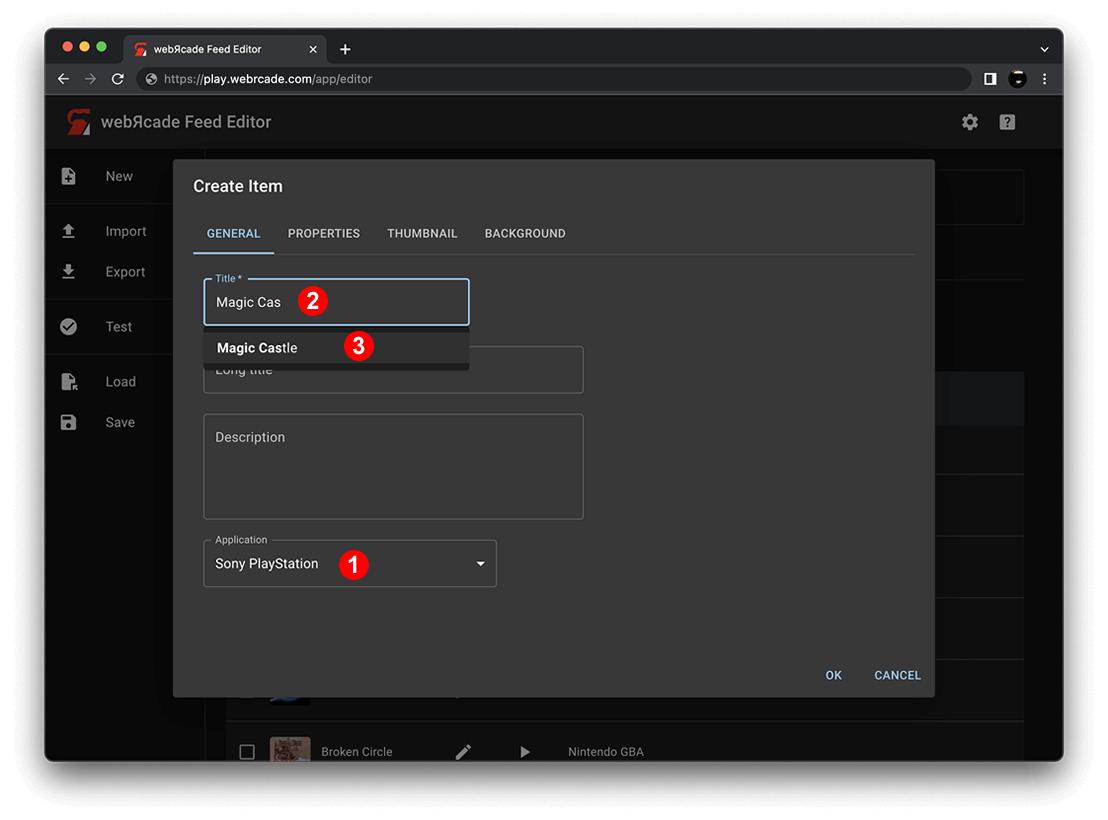 webЯcade Feed Editor
https://play.webrcade.com/app/editor
webЯcade Feed Editor
New
Import
Export
Test
Load
Save
Create Item
GENERAL PROPERTIES THUMBNAIL BACKGROUND
Title *
Magic Cas 2
Magic Castle 3
Long title
Description
Application
Sony PlayStation 1
OK CANCEL
Broken Circle Nintendo GBA